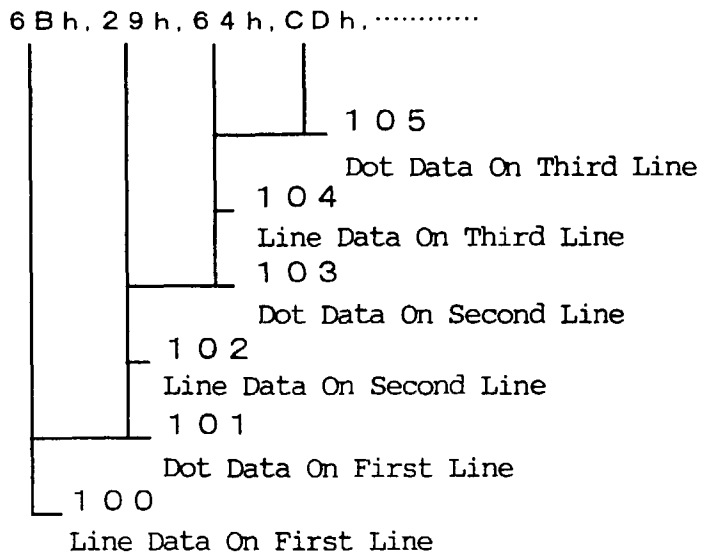 6Bh,29h,64h,CDh,············
105
Dot Data On Third Line
104
Line Data On Third Line
103
Dot Data On Second Line
102
Line Data On Second Line
101
Dot Data On First Line
100
Line Data On First Line